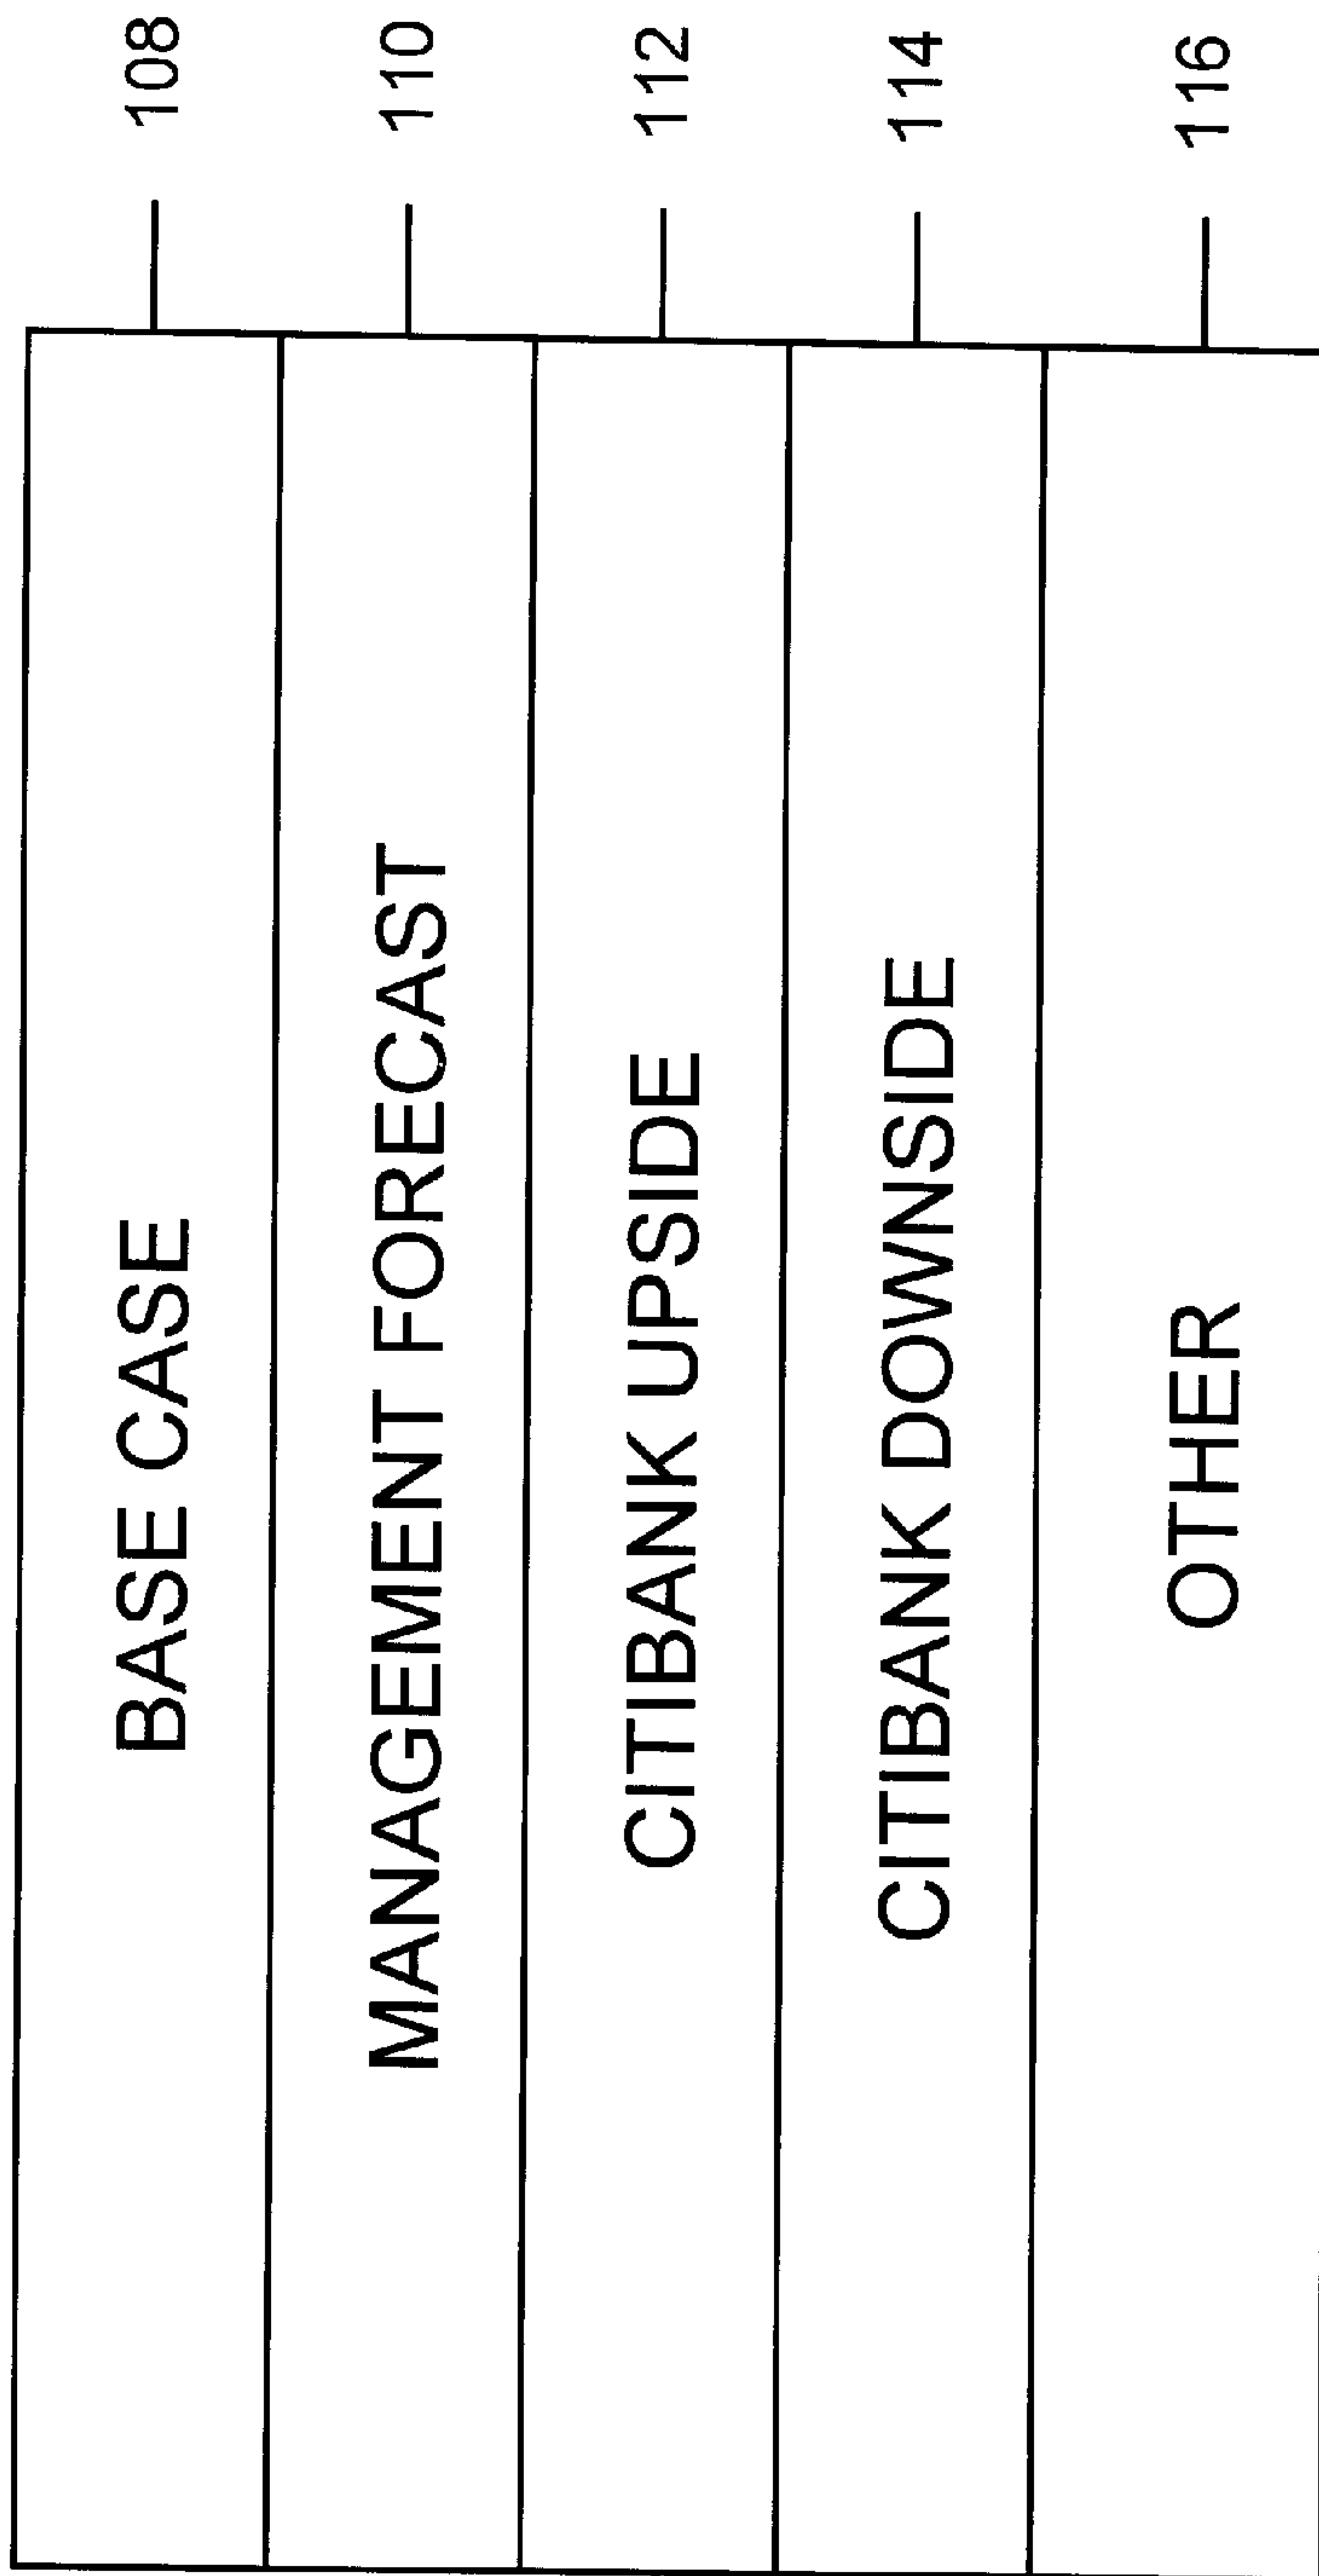 BASE CASE 108
MANAGEMENT FORECAST 110
CITIBANK UPSIDE 112
CITIBANK DOWNSIDE 114
OTHER 116